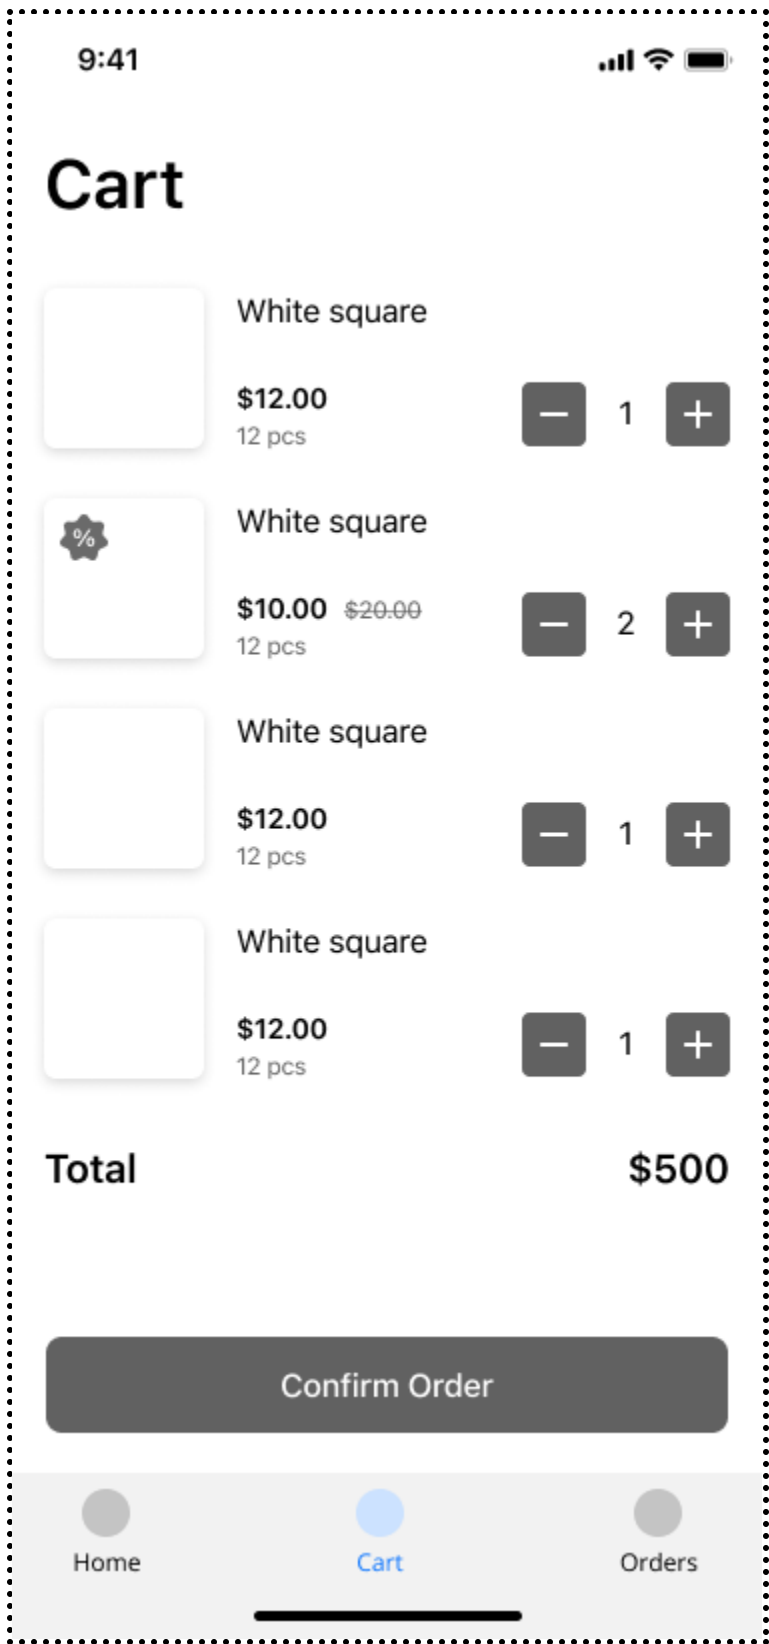 9:41
Cart
White square
$12.00
12 pcs
− 1 +
White square
%
$10.00 $20.00
12 pcs
− 2 +
White square
$12.00
12 pcs
− 1 +
White square
$12.00
12 pcs
− 1 +
Total $500
Confirm Order
Home Cart Orders